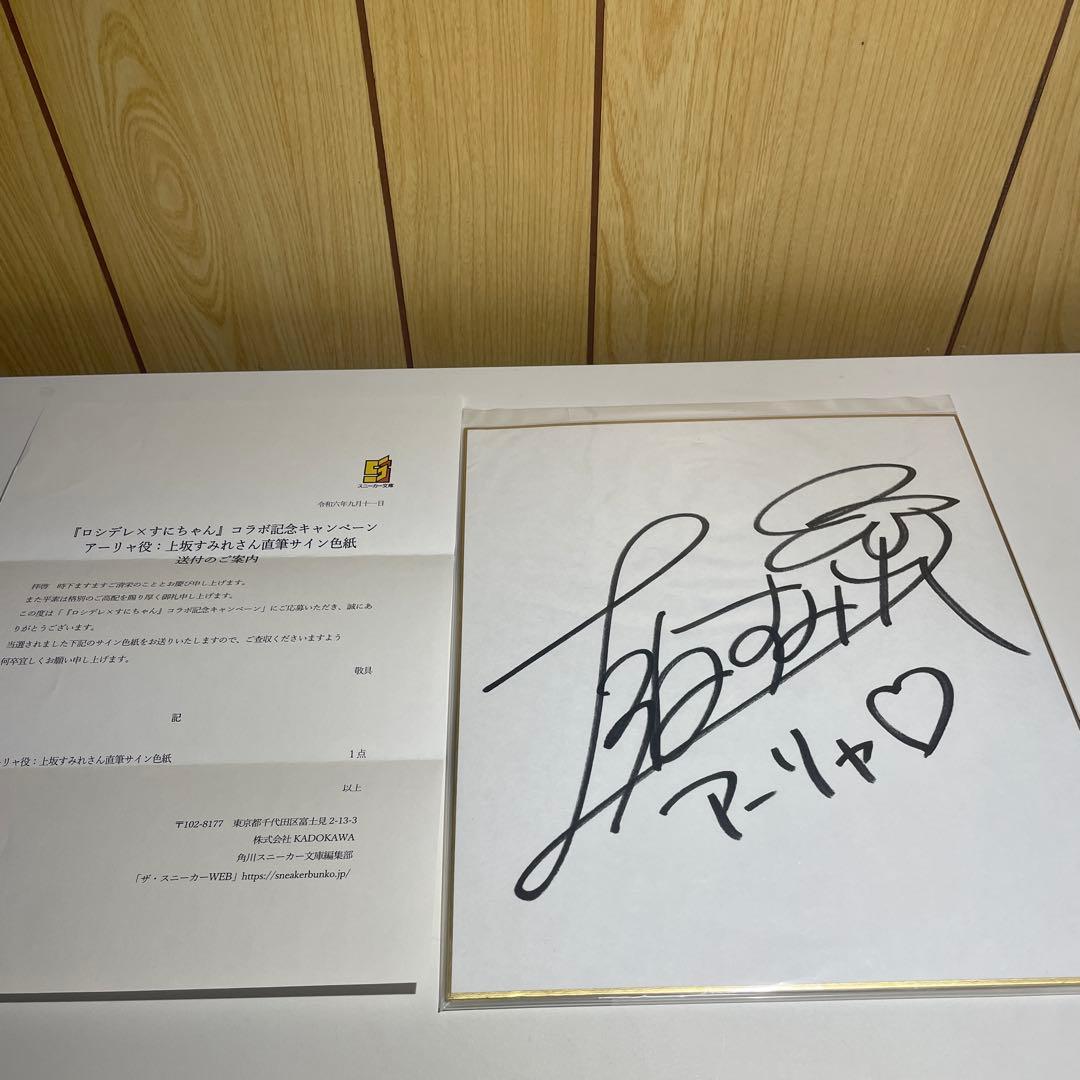 スニーカー文庫
令和六年九月十一日
『ロシデレ×すにちゃん』コラボ記念キャンペーン
アーリャ役：上坂すみれさん直筆サイン色紙
送付のご案内
拝啓 時下ますますご清栄のこととお慶び申し上げます。
また平素は格別のご高配を賜り厚く御礼申し上げます。
この度は「『ロシデレ×すにちゃん』コラボ記念キャンペーン」にご応募いただき、誠にあ
りがとうございます。
当選されました下記のサイン色紙をお送りいたしますので、ご査収くださいますよう
何卒宜しくお願い申し上げます。
敬具
記
ーリャ役：上坂すみれさん直筆サイン色紙 1点
以上
〒102-8177 東京都千代田区富士見 2-13-3
株式会社 KADOKAWA
角川スニーカー文庫編集部
「ザ・スニーカーWEB」https://sneakerbunko.jp/
上坂すみれ
アーリャ♡